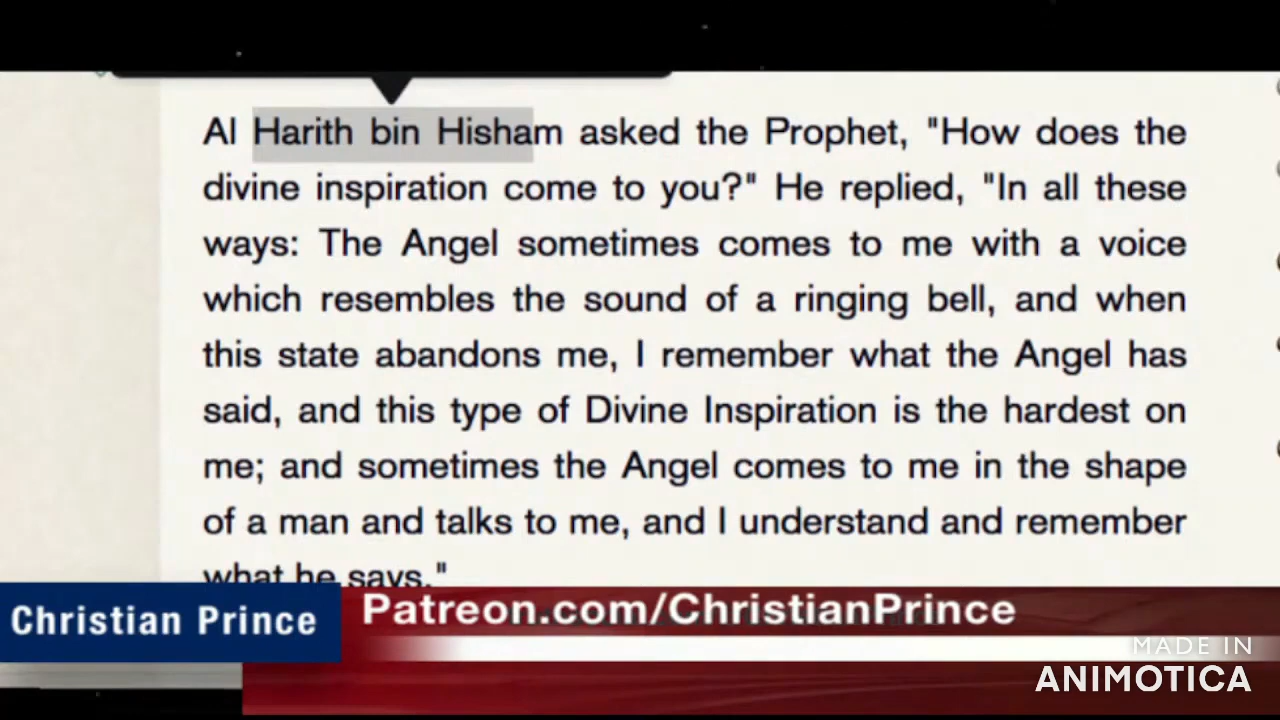 Al Harith bin Hisham asked the Prophet, "How does the
divine inspiration come to you?" He replied, "In all these
ways: The Angel sometimes comes to me with a voice
which resembles the sound of a ringing bell, and when
this state abandons me, I remember what the Angel has
said, and this type of Divine Inspiration is the hardest on
me; and sometimes the Angel comes to me in the shape
of a man and talks to me, and I understand and remember
what he says."
Christian Prince
Patreon.com/ChristianPrince
MADE IN
ANIMOTICA